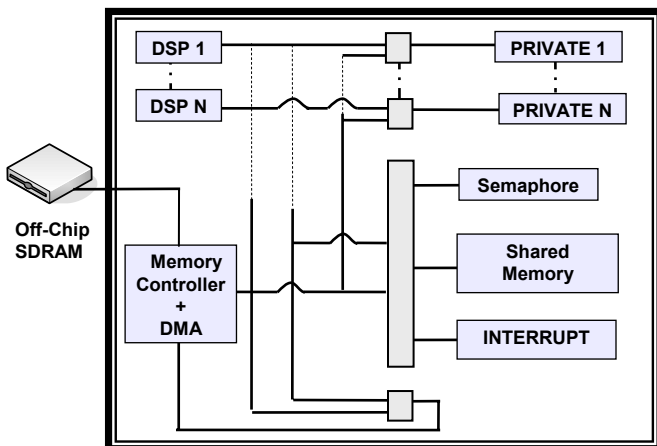 DSP 1
PRIVATE 1
DSP N
PRIVATE N
Semaphore
Off-Chip
SDRAM
Memory
Controller
+
DMA
Shared
Memory
INTERRUPT